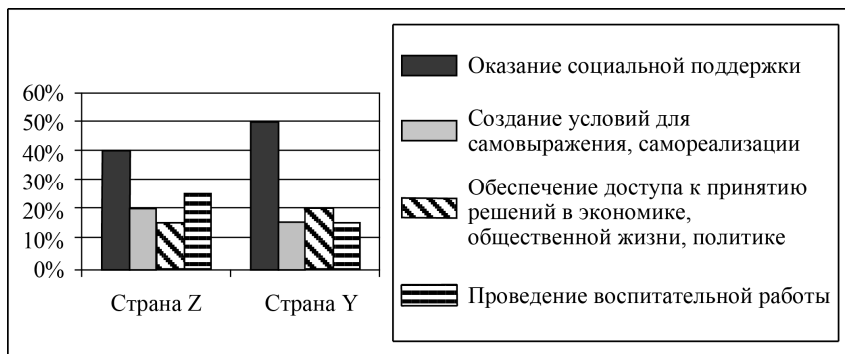 60%
50%
40%
30%
20%
10%
0%
Страна Z
Страна Y
Оказание социальной поддержки
Создание условий для
самовыражения, самореализации
Обеспечение доступа к принятию
решений в экономике,
общественной жизни, политике
Проведение воспитательной работы